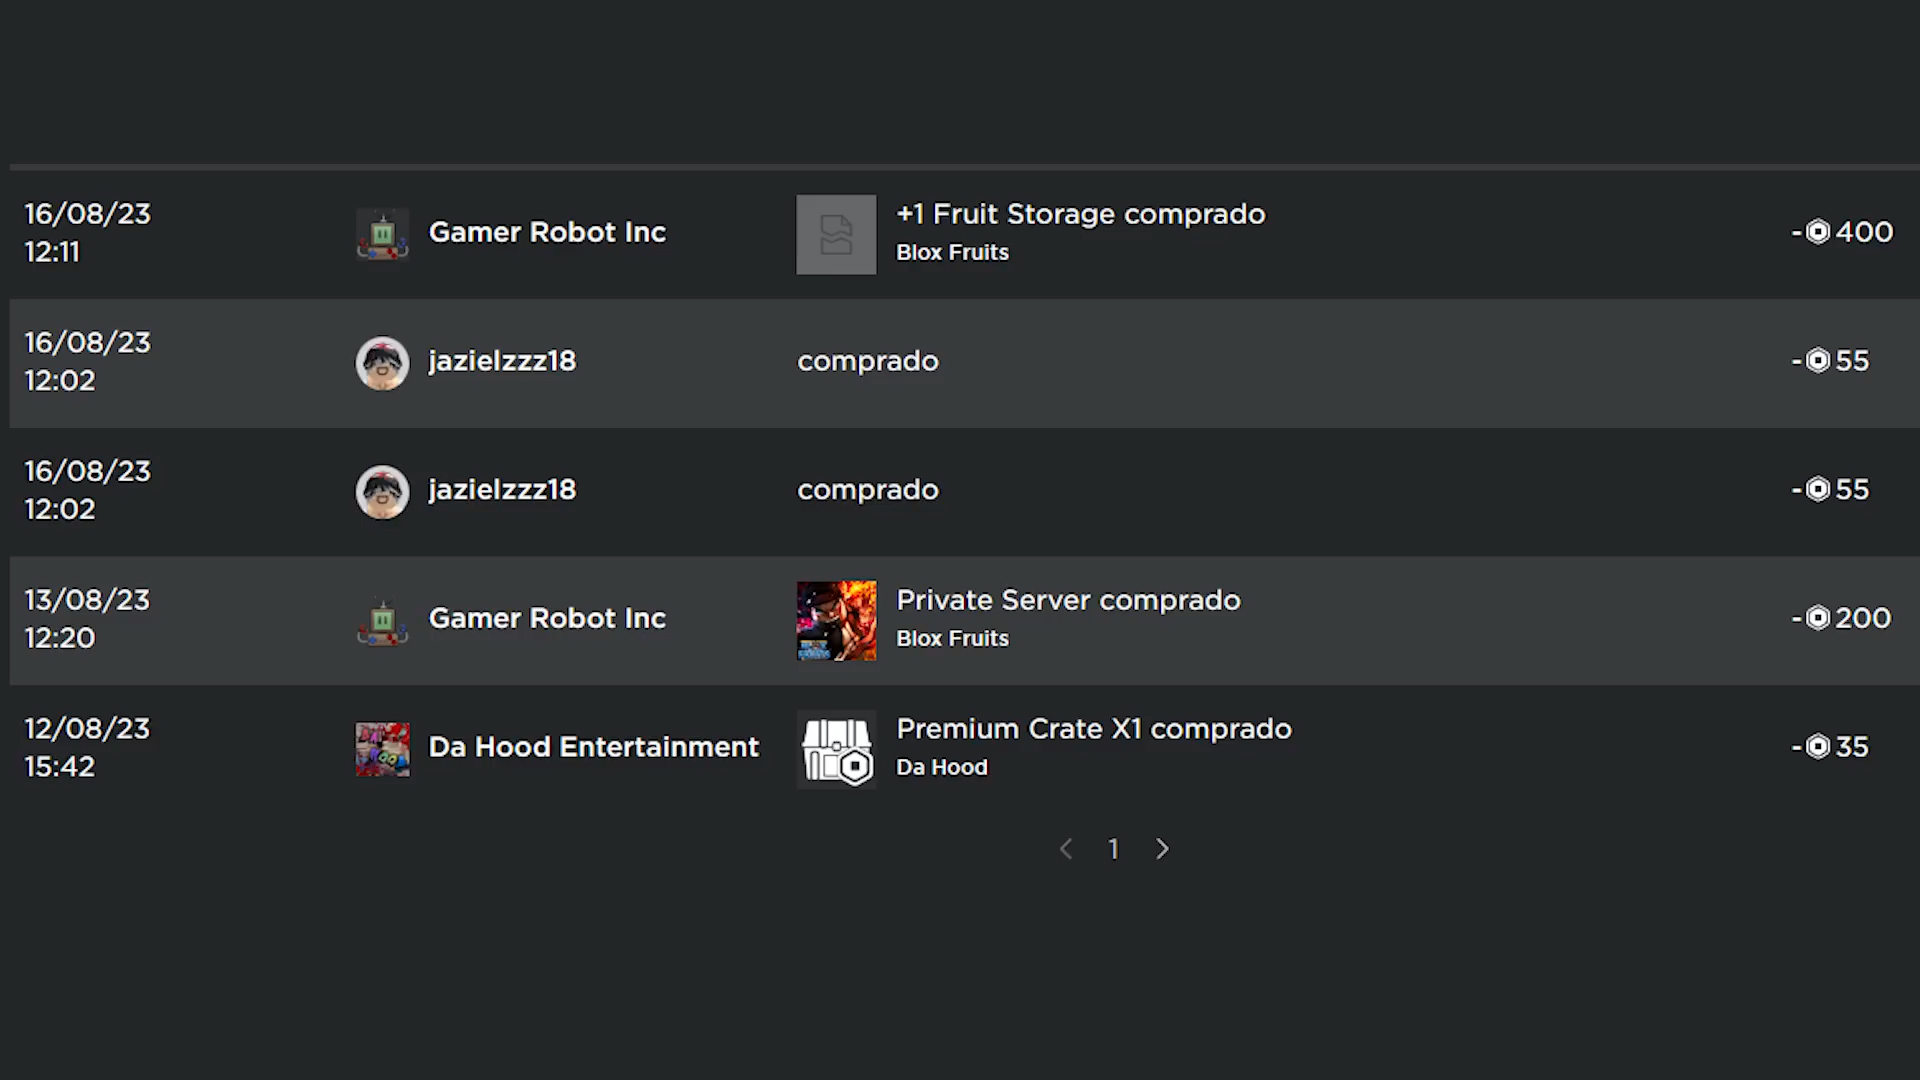 16/08/23
12:11
Gamer Robot Inc
+1 Fruit Storage comprado
Blox Fruits
-400
16/08/23
12:02
jazielzzz18
comprado
-55
16/08/23
12:02
jazielzzz18
comprado
-55
13/08/23
12:20
Gamer Robot Inc
Private Server comprado
Blox Fruits
-200
12/08/23
15:42
Da Hood Entertainment
Premium Crate X1 comprado
Da Hood
-35
1